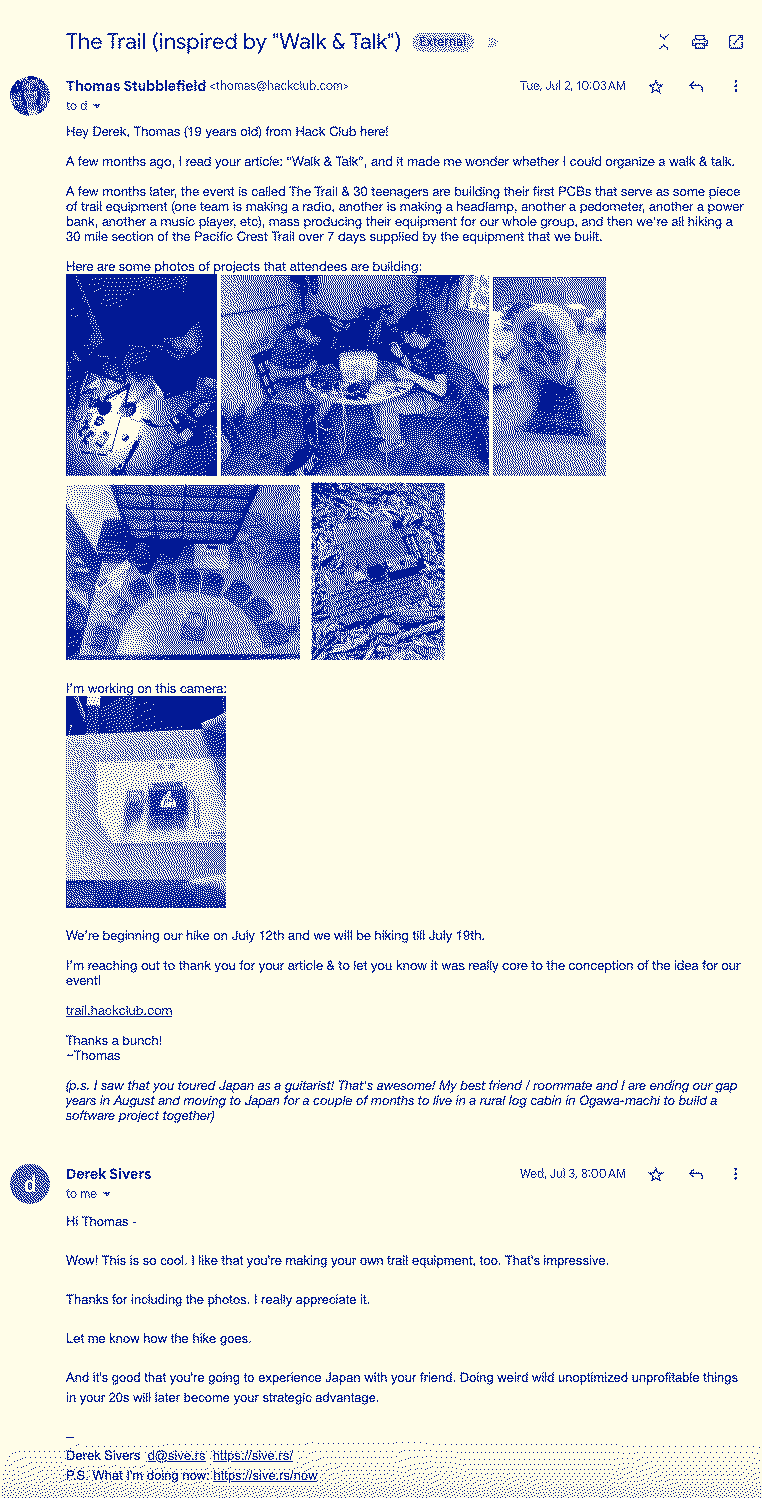 The Trail (inspired by "Walk & Talk") External
Thomas Stubblefield <thomas@hackclub.com> Tue, Jul 2, 10:03 AM
to d
Hey Derek, Thomas (19 years old) from Hack Club here!
A few months ago, I read your article: "Walk & Talk", and it made me wonder whether I could organize a walk & talk.
A few months later, the event is called The Trail & 30 teenagers are building their first PCBs that serve as some piece
of trail equipment (one team is making a radio, another is making a headlamp, another a pedometer, another a power
bank, another a music player, etc), mass producing their equipment for our whole group, and then we're all hiking a
30 mile section of the Pacific Crest Trail over 7 days supplied by the equipment that we built.
Here are some photos of projects that attendees are building:
I'm working on this camera:
We're beginning our hike on July 12th and we will be hiking till July 19th.
I'm reaching out to thank you for your article & to let you know it was really core to the conception of the idea for our
event!
trail.hackclub.com
Thanks a bunch!
~Thomas
(p.s. I saw that you toured Japan as a guitarist! That's awesome! My best friend / roommate and I are ending our gap
years in August and moving to Japan for a couple of months to live in a rural log cabin in Ogawa-machi to build a
software project together)
d
Derek Sivers Wed, Jul 3, 8:00 AM
to me
Hi Thomas -
Wow! This is so cool. I like that you're making your own trail equipment, too. That's impressive.
Thanks for including the photos. I really appreciate it.
Let me know how the hike goes.
And it's good that you're going to experience Japan with your friend. Doing weird wild unoptimized unprofitable things
in your 20s will later become your strategic advantage.
--
Derek Sivers d@sive.rs https://sive.rs/
P.S. What I'm doing now: https://sive.rs/now